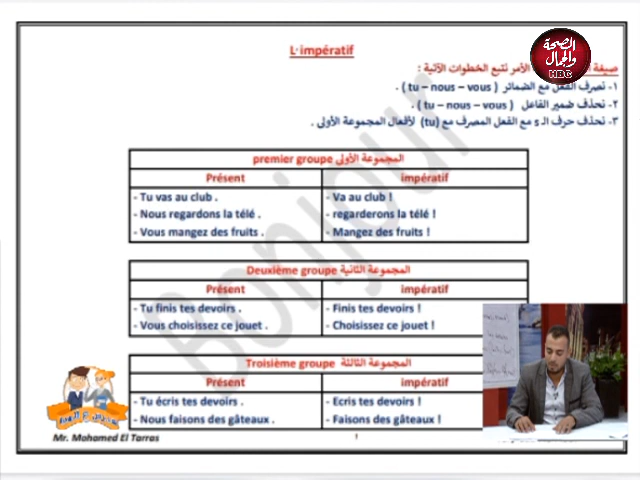 L'impératif
الصحة والجمال
HBC
الأمر نتبع الخطوات الآتية :
١- نصرف الفعل مع الضمائر ( tu – nous – vous ) .
٢- نحذف ضمير الفاعل ( tu – nous – vous ) .
٣- نحذف حرف الـ s مع الفعل المصرف مع (tu) لأفعال المجموعة الأولى .
premier groupe المجموعة الأولى
Présent impératif
- Tu vas au club . - Va au club !
- Nous regardons la télé . - regarderons la télé !
- Vous mangez des fruits . - Mangez des fruits !
Deuxième groupe المجموعة الثانية
Présent impératif
- Tu finis tes devoirs . - Finis tes devoirs !
- Vous choisissez ce jouet . - Choisissez ce jouet !
Troisième groupe المجموعة الثالثة
Présent impératif
- Tu écris tes devoirs . - Ecris tes devoirs !
- Nous faisons des gâteaux . - Faisons des gâteaux !
Bonjour
Mr. Mohamed El Tarras
١